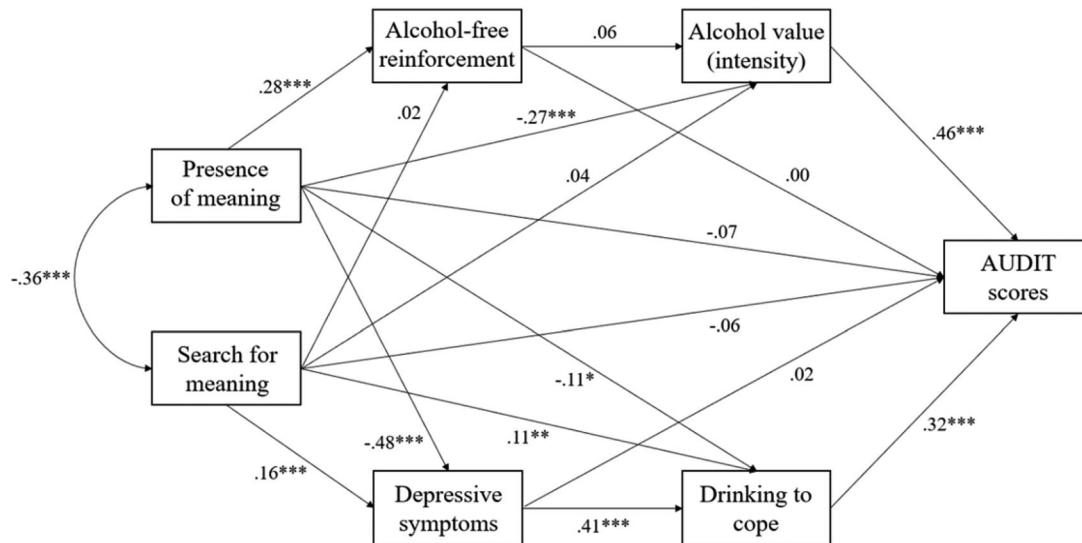 Alcohol-free
reinforcement
.06
Alcohol value
(intensity)
.28***
.02
-.27***
.46***
Presence
of meaning
.04
.00
-.07
-.36***
AUDIT
scores
-.06
Search for
meaning
.02
-.11*
.32***
.16***
-.48***
.11**
Depressive
symptoms
.41***
Drinking to
cope